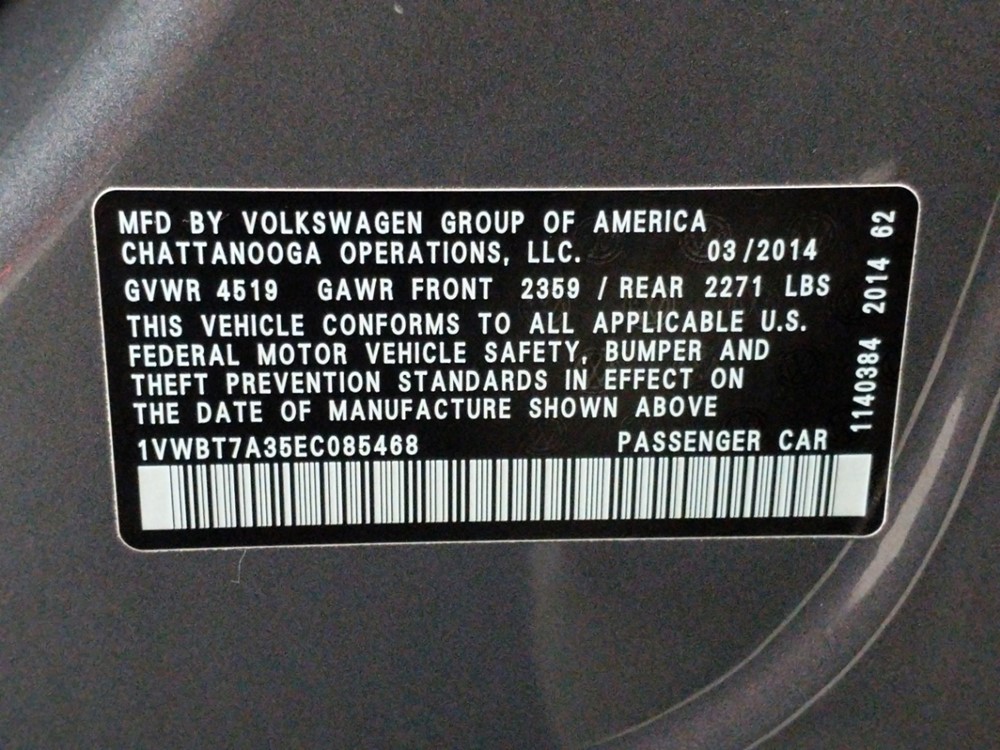 MFD BY VOLKSWAGEN GROUP OF AMERICA
CHATTANOOGA OPERATIONS, LLC. 03/2014
GVWR 4519 GAWR FRONT 2359 / REAR 2271 LBS
THIS VEHICLE CONFORMS TO ALL APPLICABLE U.S.
FEDERAL MOTOR VEHICLE SAFETY, BUMPER AND
THEFT PREVENTION STANDARDS IN EFFECT ON
THE DATE OF MANUFACTURE SHOWN ABOVE
1VWBT7A35EC085468 PASSENGER CAR
1140384 2014 62